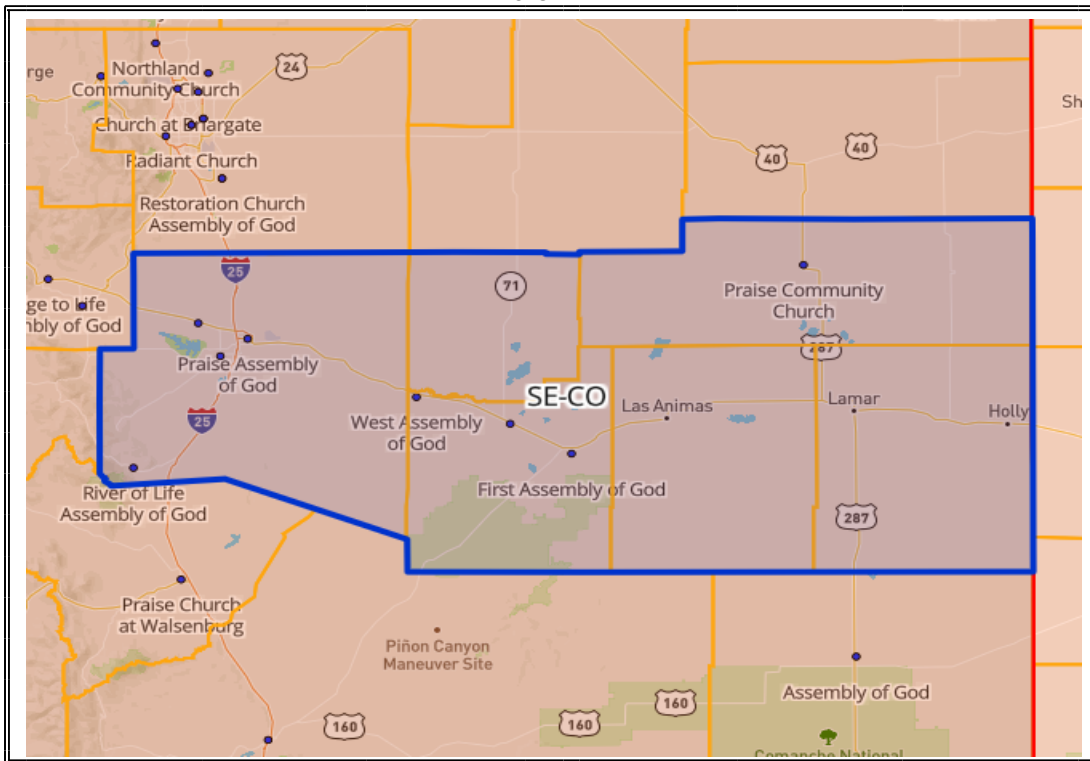 rge
Northland
Community Church
24
Sh
Church at Briargate
40
40
Radiant Church
Restoration Church
Assembly of God
25
71
Praise Community
Church
ge to Life
bly of God
287
Praise Assembly
of God
SE-CO
Las Animas
Lamar
Holly
25
West Assembly
of God
First Assembly of God
River of Life
Assembly of God
287
Praise Church
at Walsenburg
Piñon Canyon
Maneuver Site
Assembly of God
160
160
160
Comanche National